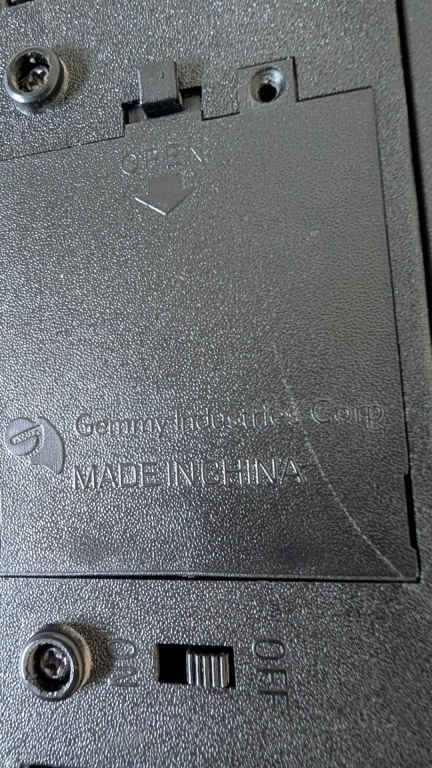 OPEN
Gemmy Industries Corp
MADE IN CHINA
ON
OFF